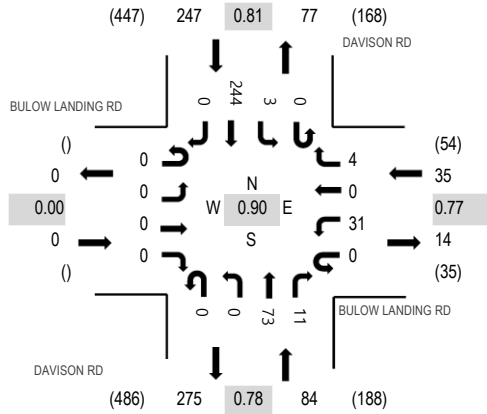 (447) 247 0.81 77 (168)
DAVISON RD
BULOW LANDING RD
0 244 3 0
() (54)
0 0 4 35
0.00 0 N 0 0.77
W 0.90 E
0 0 S 31 14
() 0 0 (35)
0 0 73 11
BULOW LANDING RD
DAVISON RD
(486) 275 0.78 84 (188)